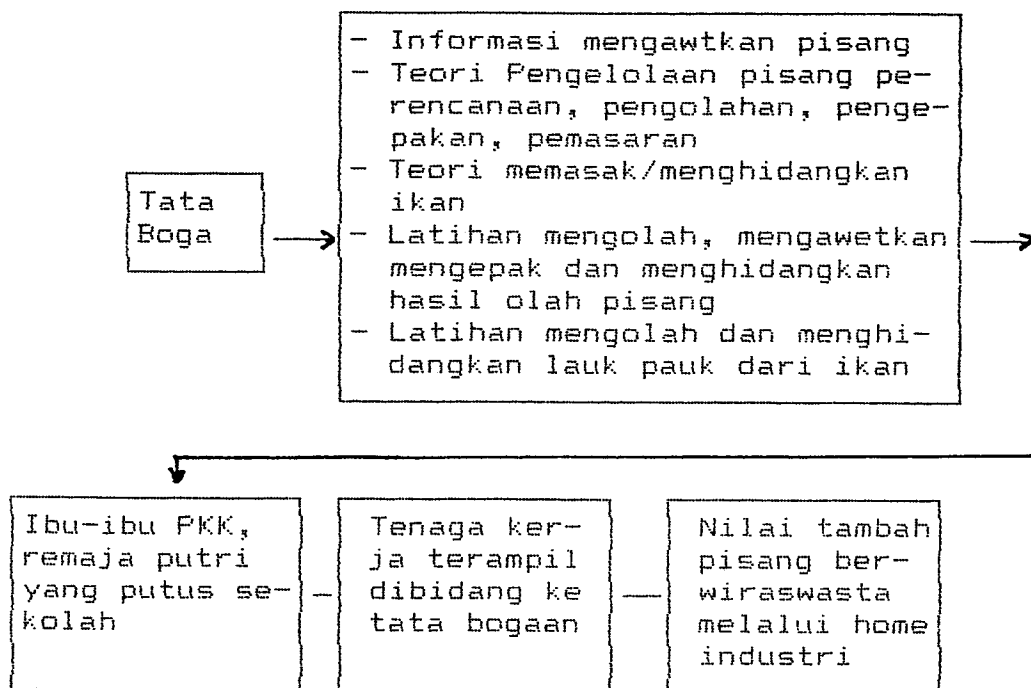 Tata
Boga
- Informasi mengawtkan pisang
- Teori Pengelolaan pisang pe-
rencanaan, pengolahan, penge-
pakan, pemasaran
- Teori memasak/menghidangkan
ikan
- Latihan mengolah, mengawetkan
mengepak dan menghidangkan
hasil olah pisang
- Latihan mengolah dan menghi-
dangkan lauk pauk dari ikan
Ibu-ibu PKK,
remaja putri
yang putus se-
kolah
Tenaga ker-
ja terampil
dibidang ke
tata bogaan
Nilai tambah
pisang ber-
wiraswasta
melalui home
industri